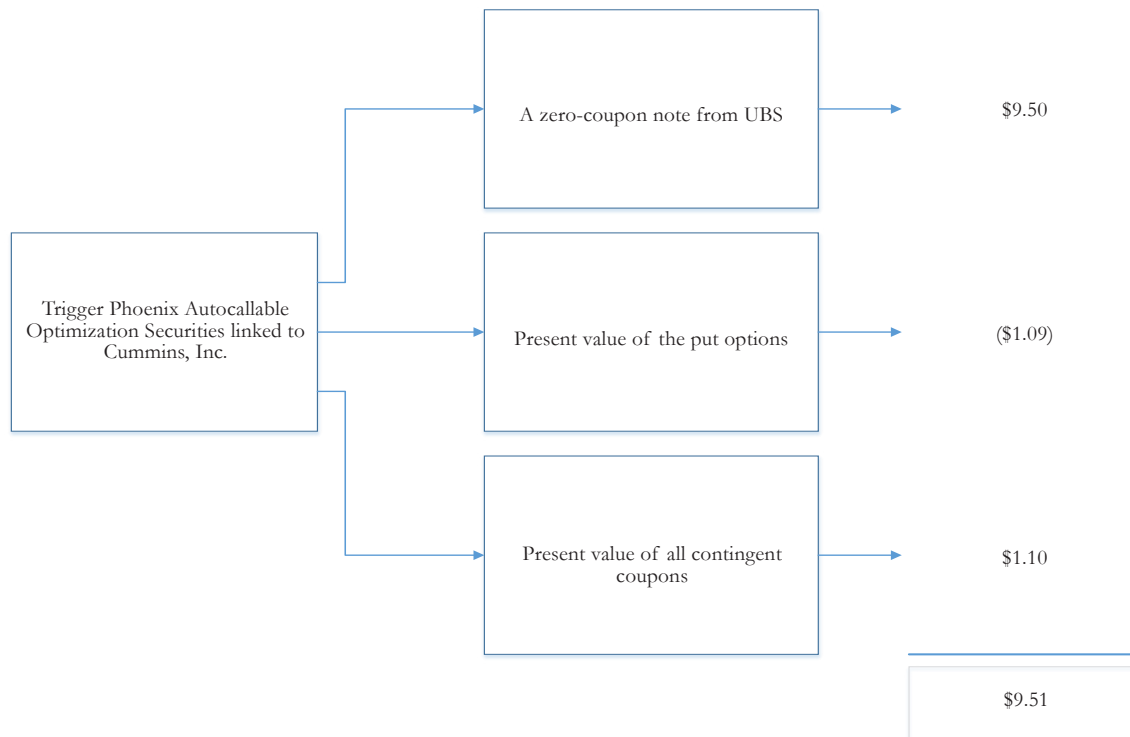 A zero-coupon note from UBS
$9.50
Trigger Phoenix Autocallable
Optimization Securities linked to
Cummins, Inc.
Present value of the put options
($1.09)
Present value of all contingent
coupons
$1.10
$9.51